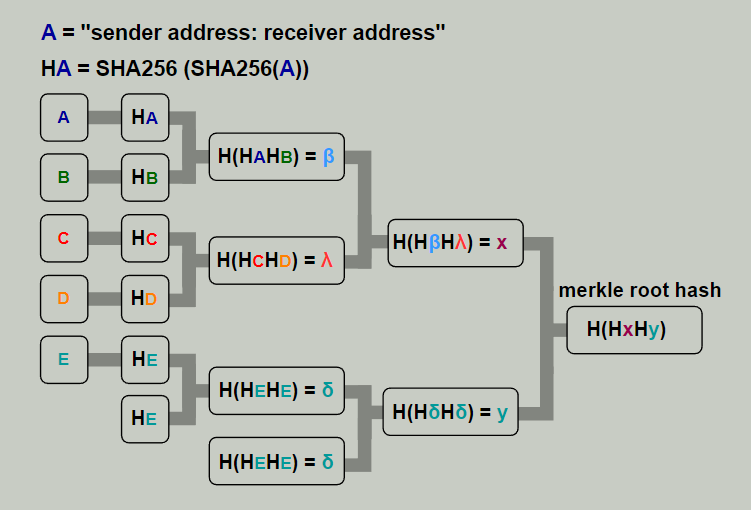 A = "sender address: receiver address"
HA = SHA256 (SHA256(A))
A
HA
H(HAHB) = β
B
HB
C
HC
H(HβHλ) = x
H(HCHD) = λ
D
HD
merkle root hash
H(HxHy)
E
HE
H(HEHE) = δ
HE
H(HδHδ) = y
H(HEHE) = δ